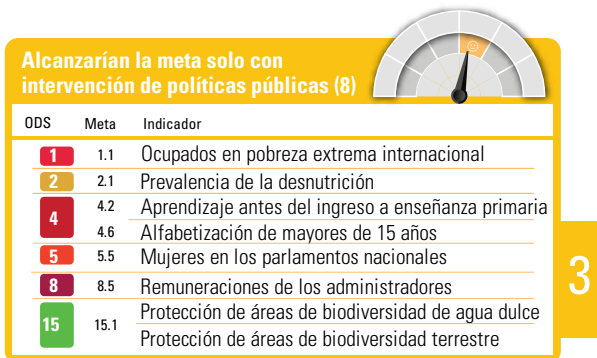 Alcanzarían la meta solo con
intervención de políticas públicas (8)
ODS Meta Indicador
1 1.1 Ocupados en pobreza extrema internacional
2 2.1 Prevalencia de la desnutrición
4 4.2 Aprendizaje antes del ingreso a enseñanza primaria
4.6 Alfabetización de mayores de 15 años
5 5.5 Mujeres en los parlamentos nacionales
8 8.5 Remuneraciones de los administradores
15 15.1 Protección de áreas de biodiversidad de agua dulce
Protección de áreas de biodiversidad terrestre
3